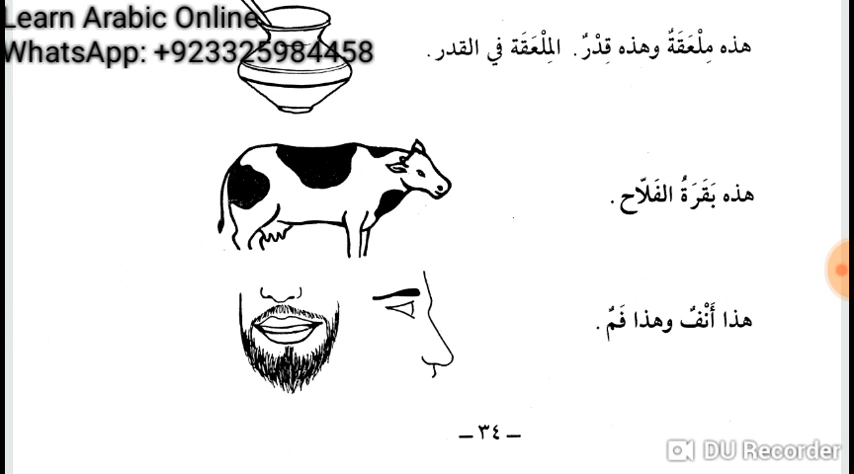 Learn Arabic Online
WhatsApp: +923325984458
هذه مِلْعَقَةٌ وهذه قِدْرٌ. المِلْعَقَة في القدر.
هذه بَقَرَةُ الفَلّاح.
هذا أَنْفٌ وهذا فَمٌ.
– ٣٤ –
DU Recorder